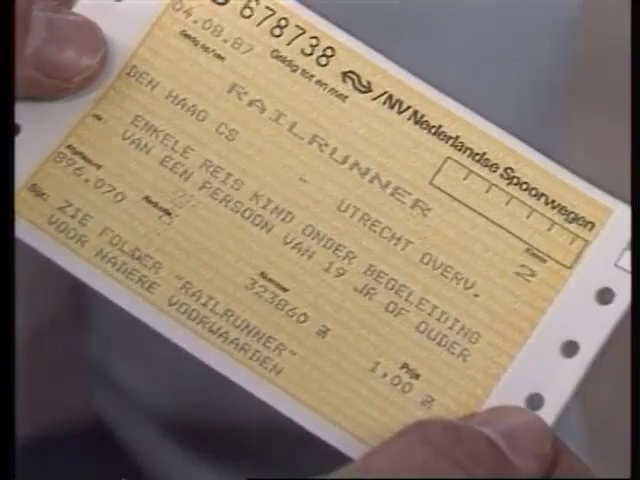 678738
04.08.87
/NV Nederlandse Spoorwegen
Geldig tot en met
RAILRUNNER
Klasse
2
DEN HAAG CS - UTRECHT OVERV.
ENKELE REIS KIND ONDER BEGELEIDING
VAN EEN PERSOON VAN 19 JR OF OUDER
Afgestand
896.070
Reductie
Nummer
323860
Prijs
1,00
ZIE FOLDER "RAILRUNNER"
VOOR NADERE VOORWAARDEN